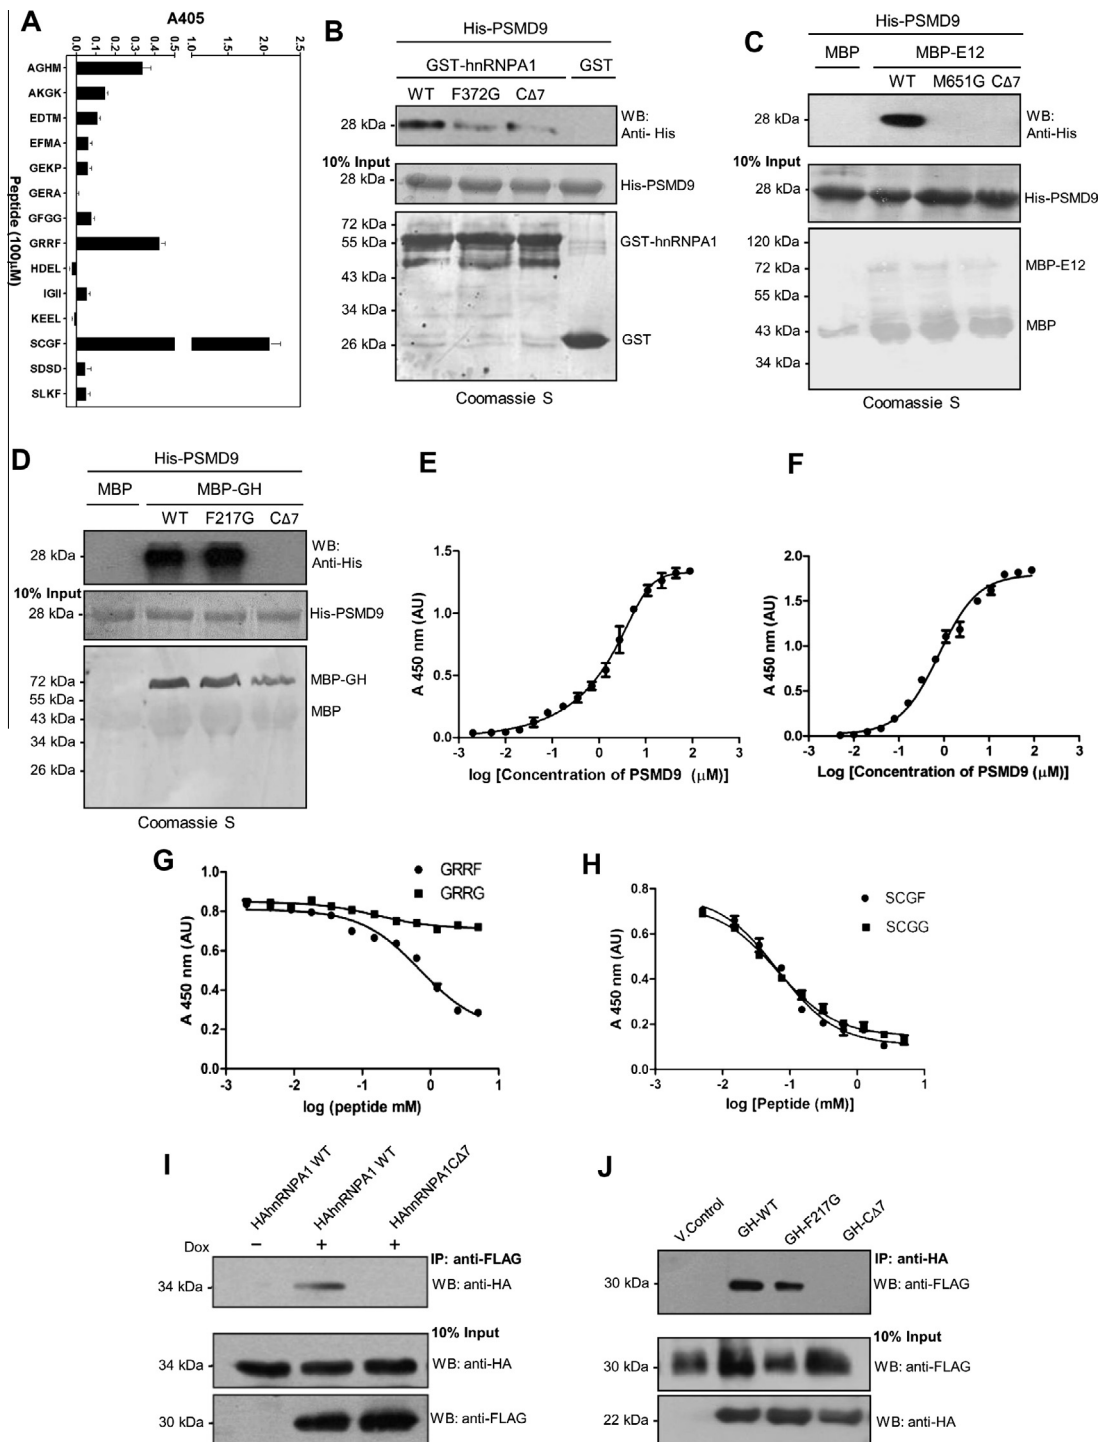 A
A405
0.0 0.1 0.2 0.3 0.4 0.5 1.0 1.5 2.0 2.5
Peptide (100µM)
AGHM
AKGK
EDTM
EFMA
GEKP
GERA
GFGG
GRRF
HDEL
IGII
KEEL
SCGF
SDSD
SLKF
B
His-PSMD9
GST-hnRNPA1 GST
WT F372G CΔ7
28 kDa
WB:
Anti- His
10% Input
28 kDa
His-PSMD9
72 kDa
55 kDa
GST-hnRNPA1
43 kDa
34 kDa
26 kDa
GST
Coomassie S
C
His-PSMD9
MBP MBP-E12
WT M651G CΔ7
28 kDa
WB:
Anti-His
10% Input
28 kDa
His-PSMD9
120 kDa
72 kDa
MBP-E12
55 kDa
43 kDa
MBP
34 kDa
Coomassie S
D
His-PSMD9
MBP MBP-GH
WT F217G CΔ7
28 kDa
WB:
Anti-His
10% Input
28 kDa
His-PSMD9
72 kDa
MBP-GH
55 kDa
43 kDa
MBP
34 kDa
26 kDa
Coomassie S
E
A 450 nm (AU)
1.5
1.0
0.5
0.0
-3 -2 -1 0 1 2 3
log [Concentration of PSMD9 (µM)]
F
A 450 nm (AU)
2.0
1.5
1.0
0.5
0.0
-3 -2 -1 0 1 2 3
Log [Concentration of PSMD9 (µM)]
G
A 450 nm (AU)
1.0
0.8
0.6
0.4
0.2
0.0
-3 -2 -1 0 1
log (peptide mM)
GRRF
GRRG
H
A 450 nm (AU)
0.8
0.6
0.4
0.2
0.0
-3 -2 -1 0 1
log [Peptide (mM)]
SCGF
SCGG
I
HAhnRNPA1 WT
HAhnRNPA1 WT
HAhnRNPA1CΔ7
Dox − + +
IP: anti-FLAG
34 kDa
WB: anti-HA
10% Input
34 kDa
WB: anti-HA
30 kDa
WB: anti-FLAG
J
V.Control
GH-WT
GH-F217G
GH-CΔ7
IP: anti-HA
30 kDa
WB: anti-FLAG
10% Input
30 kDa
WB: anti-FLAG
22 kDa
WB: anti-HA